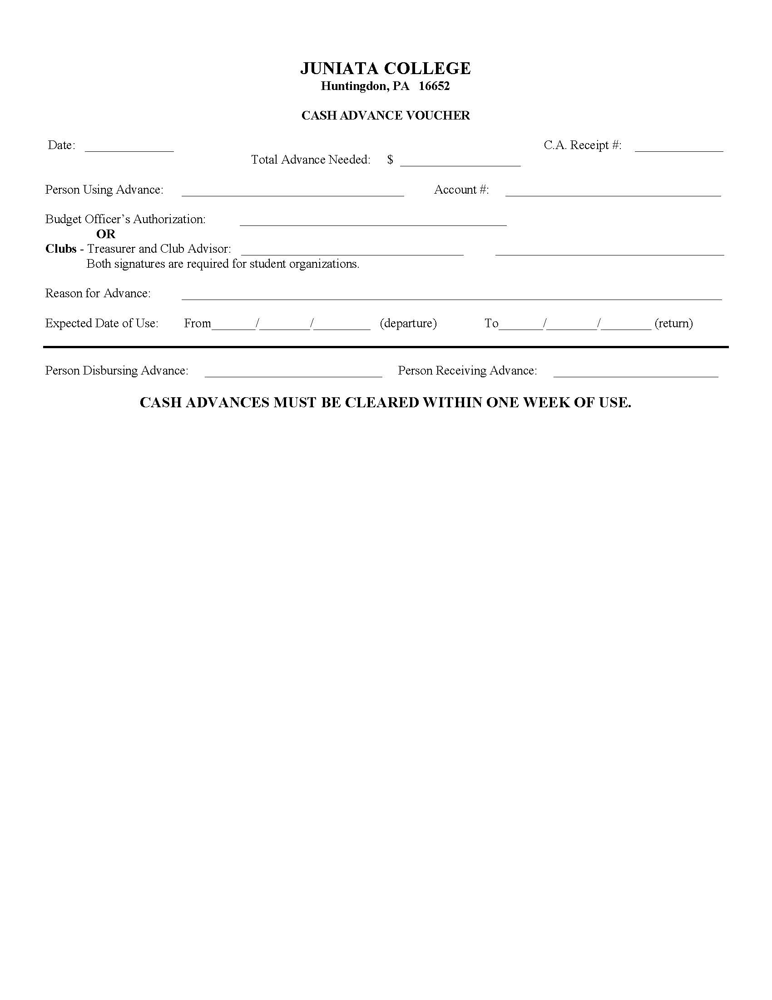 JUNIATA COLLEGE
Huntingdon, PA 16652
CASH ADVANCE VOUCHER
Date: ______________ C.A. Receipt #: ______________
Total Advance Needed: $ ___________________
Person Using Advance: ___________________________________ Account #: __________________________________
Budget Officer’s Authorization: __________________________________________
OR
Clubs - Treasurer and Club Advisor: ___________________________________ ____________________________________
Both signatures are required for student organizations.
Reason for Advance: _____________________________________________________________________________________
Expected Date of Use: From_______/________/_________ (departure) To_______/________/________ (return)
Person Disbursing Advance: ____________________________ Person Receiving Advance: __________________________
CASH ADVANCES MUST BE CLEARED WITHIN ONE WEEK OF USE.